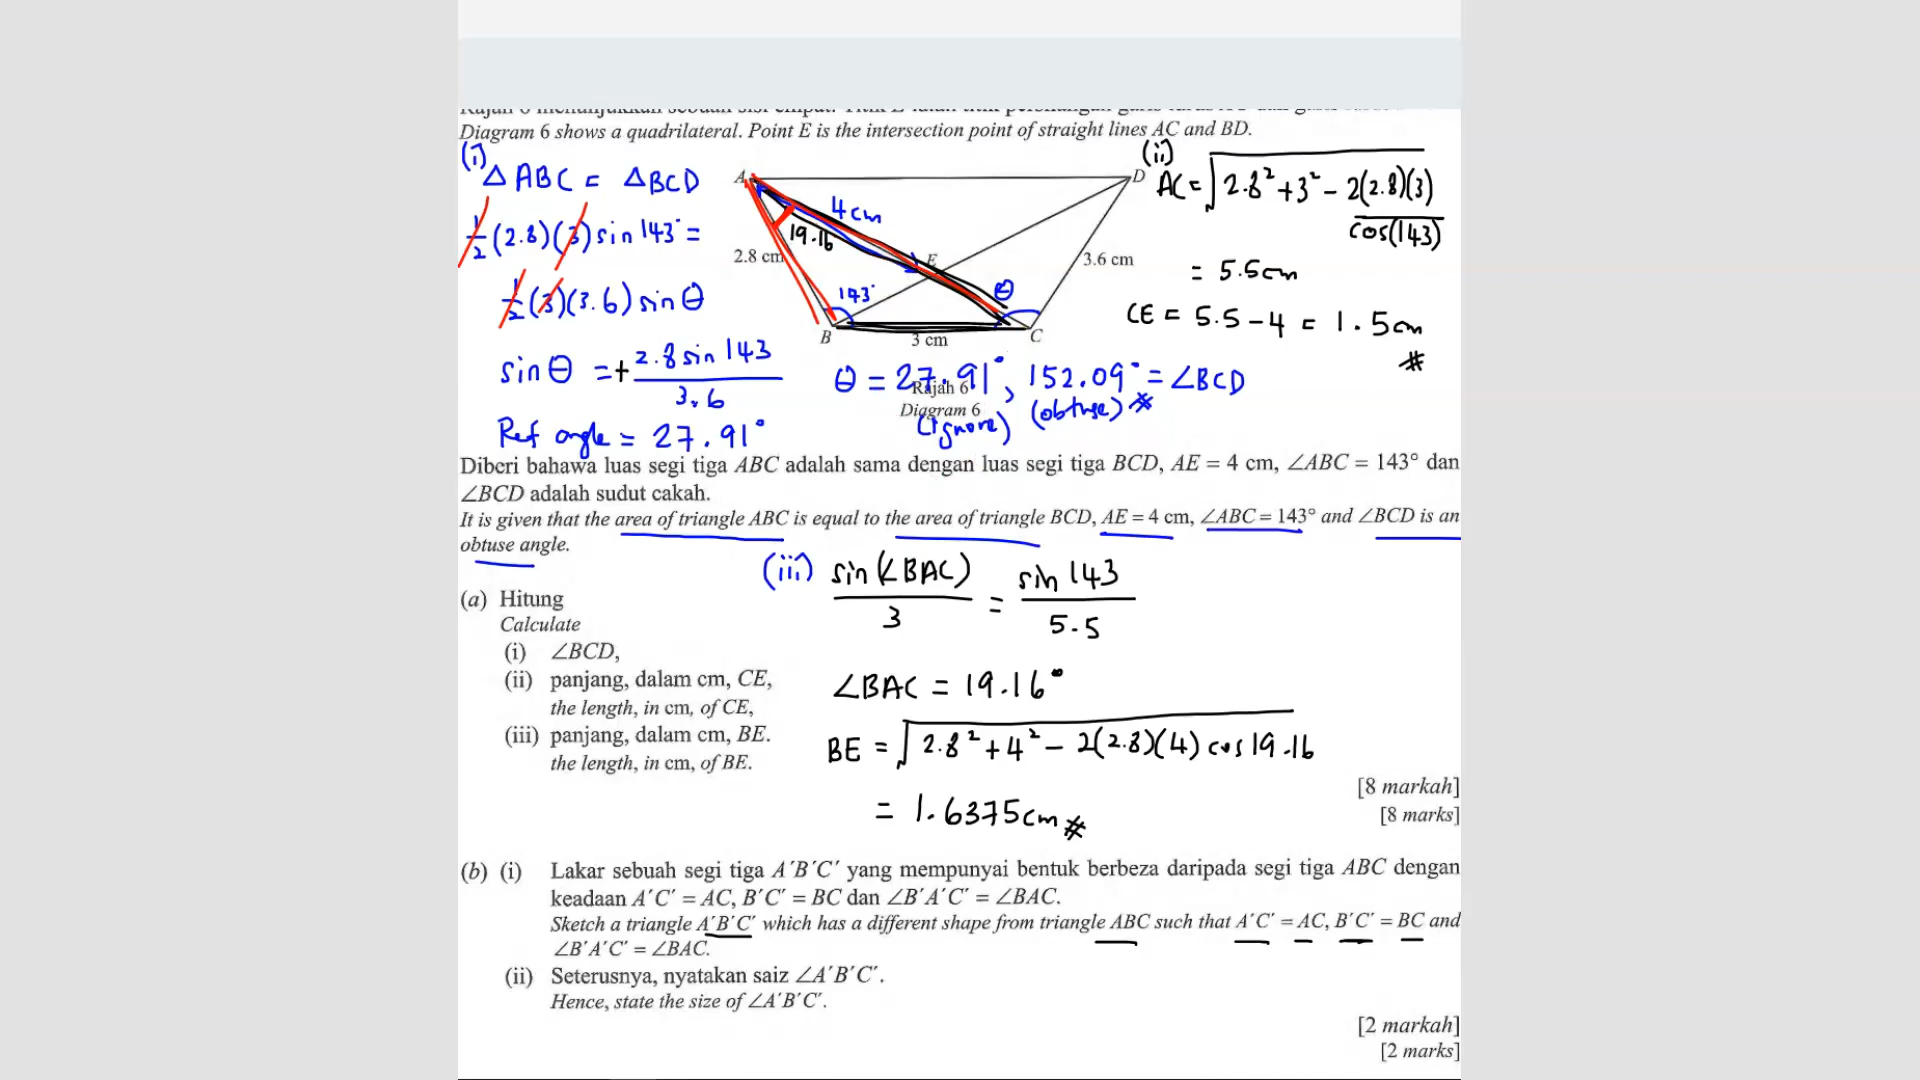 Diagram 6 shows a quadrilateral. Point E is the intersection point of straight lines AC and BD.
(i)
△ABC = △BCD
1/2 (2.8)(3) sin 143° =
1/2 (3)(3.6) sin θ
sin θ = + 2.8 sin 143 / 3.6
Ref angle = 27.91°
A
D
4cm
19.16
2.8 cm
E
3.6 cm
143°
θ
B
3 cm
C
(ii)
AC = √2.8² + 3² - 2(2.8)(3)
cos(143)
= 5.5cm
CE = 5.5 - 4 = 1.5cm
#
θ = 27.91°, 152.09° = ∠BCD
(ignore) (obtuse) #
Rajah 6
Diagram 6
Diberi bahawa luas segi tiga ABC adalah sama dengan luas segi tiga BCD, AE = 4 cm, ∠ABC = 143° dan
∠BCD adalah sudut cakah.
It is given that the area of triangle ABC is equal to the area of triangle BCD, AE = 4 cm, ∠ABC = 143° and ∠BCD is an
obtuse angle.
(a) Hitung
Calculate
(i) ∠BCD,
(ii) panjang, dalam cm, CE,
the length, in cm, of CE,
(iii) panjang, dalam cm, BE.
the length, in cm, of BE.
(iii) sin(∠BAC) / 3 = sin 143 / 5.5
∠BAC = 19.16°
BE = √2.8² + 4² - 2(2.8)(4) cos 19.16
= 1.6375cm #
[8 markah]
[8 marks]
(b) (i) Lakar sebuah segi tiga A′B′C′ yang mempunyai bentuk berbeza daripada segi tiga ABC dengan
keadaan A′C′ = AC, B′C′ = BC dan ∠B′A′C′ = ∠BAC.
Sketch a triangle A′B′C′ which has a different shape from triangle ABC such that A′C′ = AC, B′C′ = BC and
∠B′A′C′ = ∠BAC.
(ii) Seterusnya, nyatakan saiz ∠A′B′C′.
Hence, state the size of ∠A′B′C′.
[2 markah]
[2 marks]